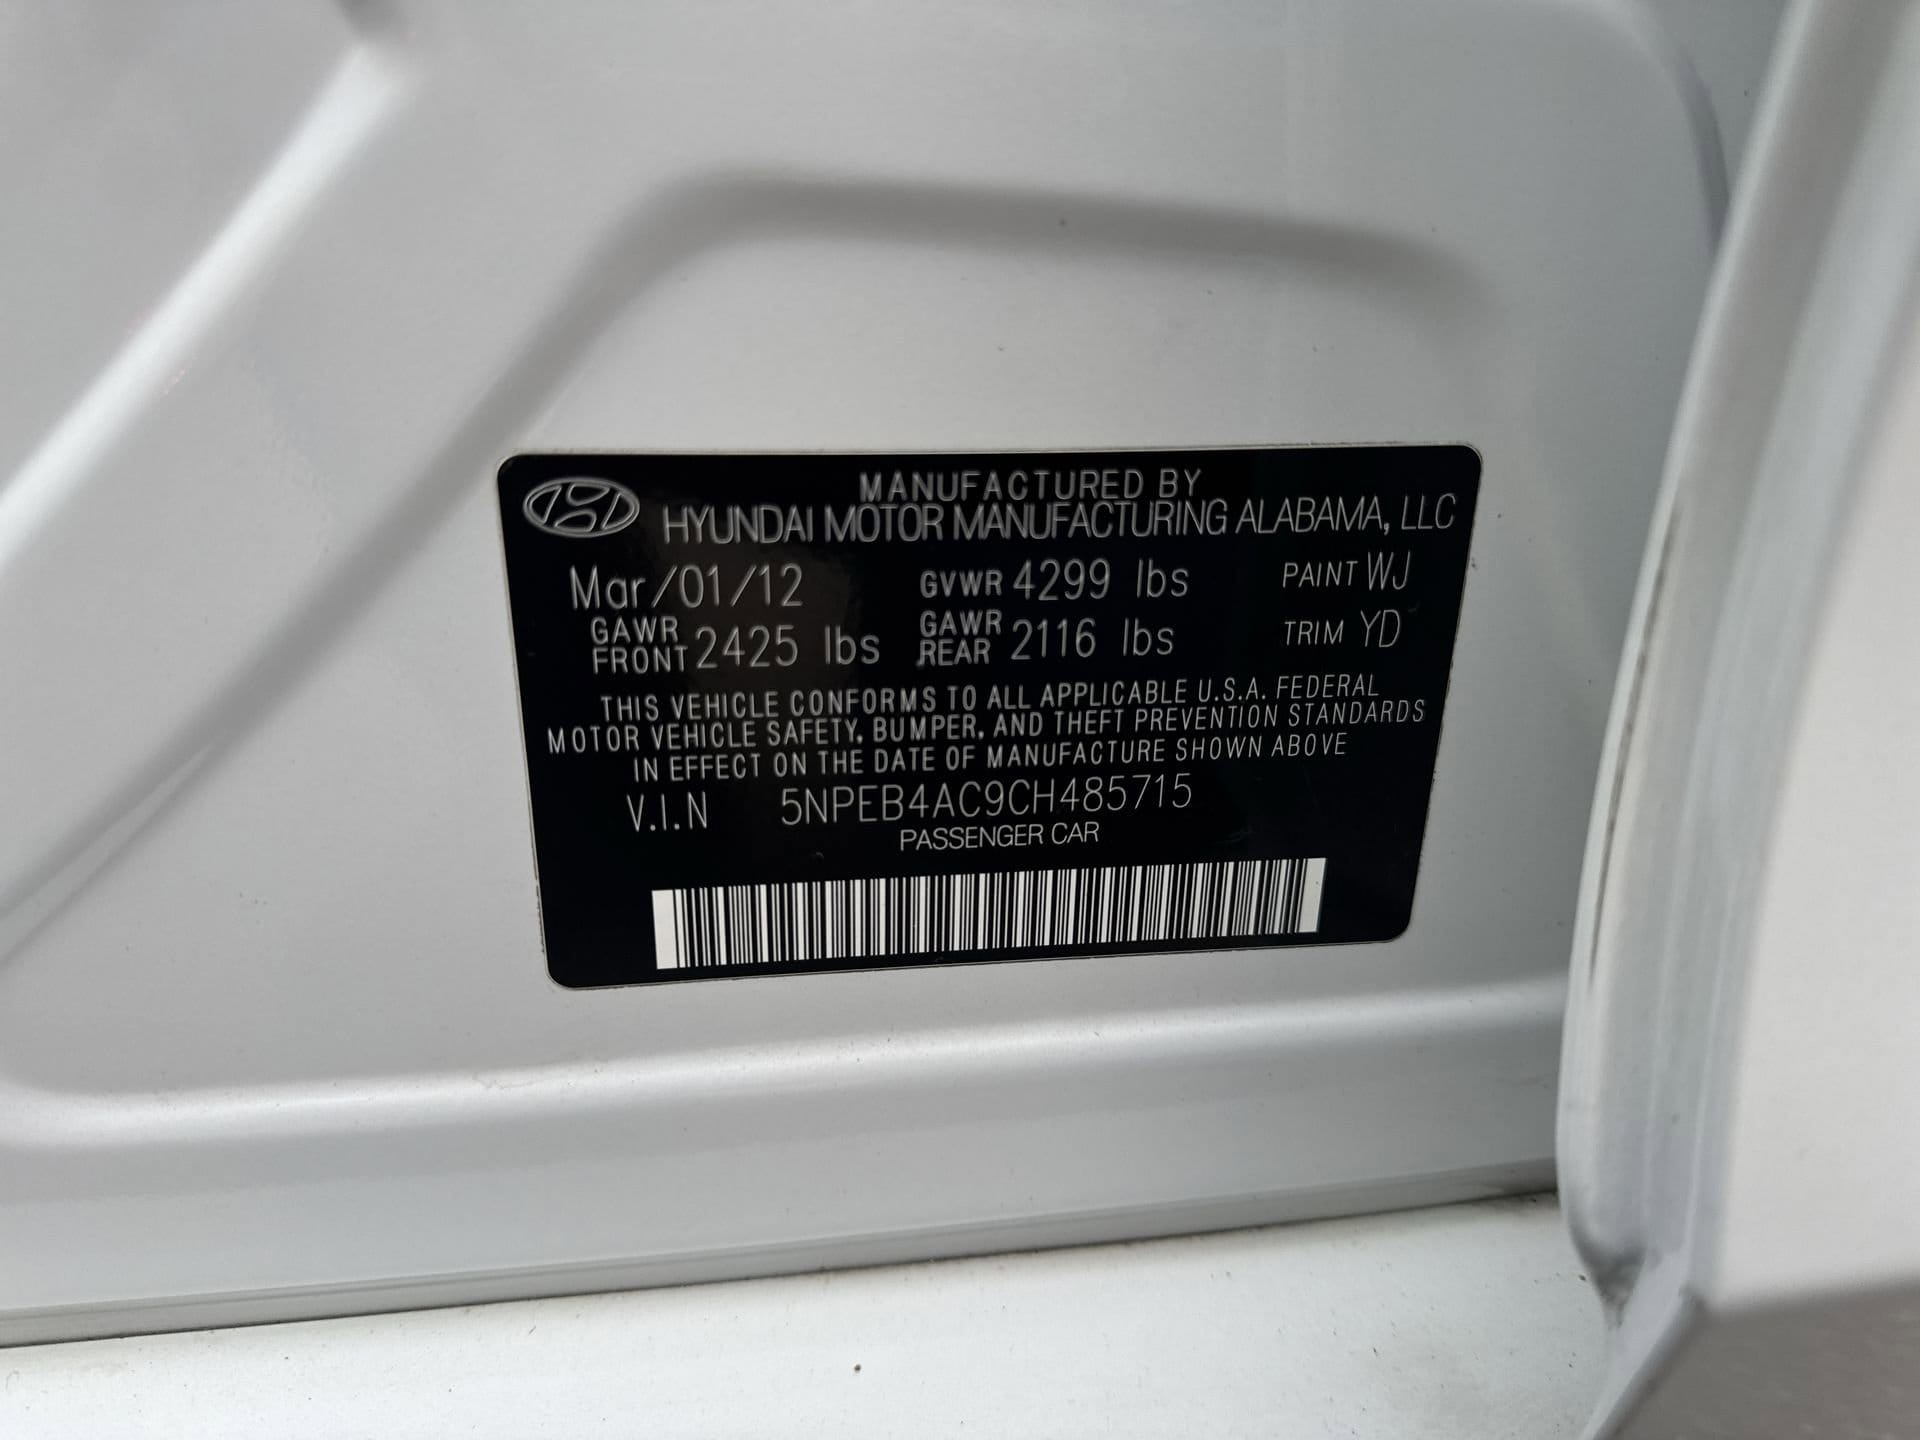 MANUFACTURED BY
HYUNDAI MOTOR MANUFACTURING ALABAMA, LLC
Mar/01/12 GVWR 4299 lbs PAINT WJ
GAWR FRONT 2425 lbs GAWR REAR 2116 lbs TRIM YD
THIS VEHICLE CONFORMS TO ALL APPLICABLE U.S.A. FEDERAL
MOTOR VEHICLE SAFETY, BUMPER, AND THEFT PREVENTION STANDARDS
IN EFFECT ON THE DATE OF MANUFACTURE SHOWN ABOVE
V.I.N 5NPEB4AC9CH485715
PASSENGER CAR